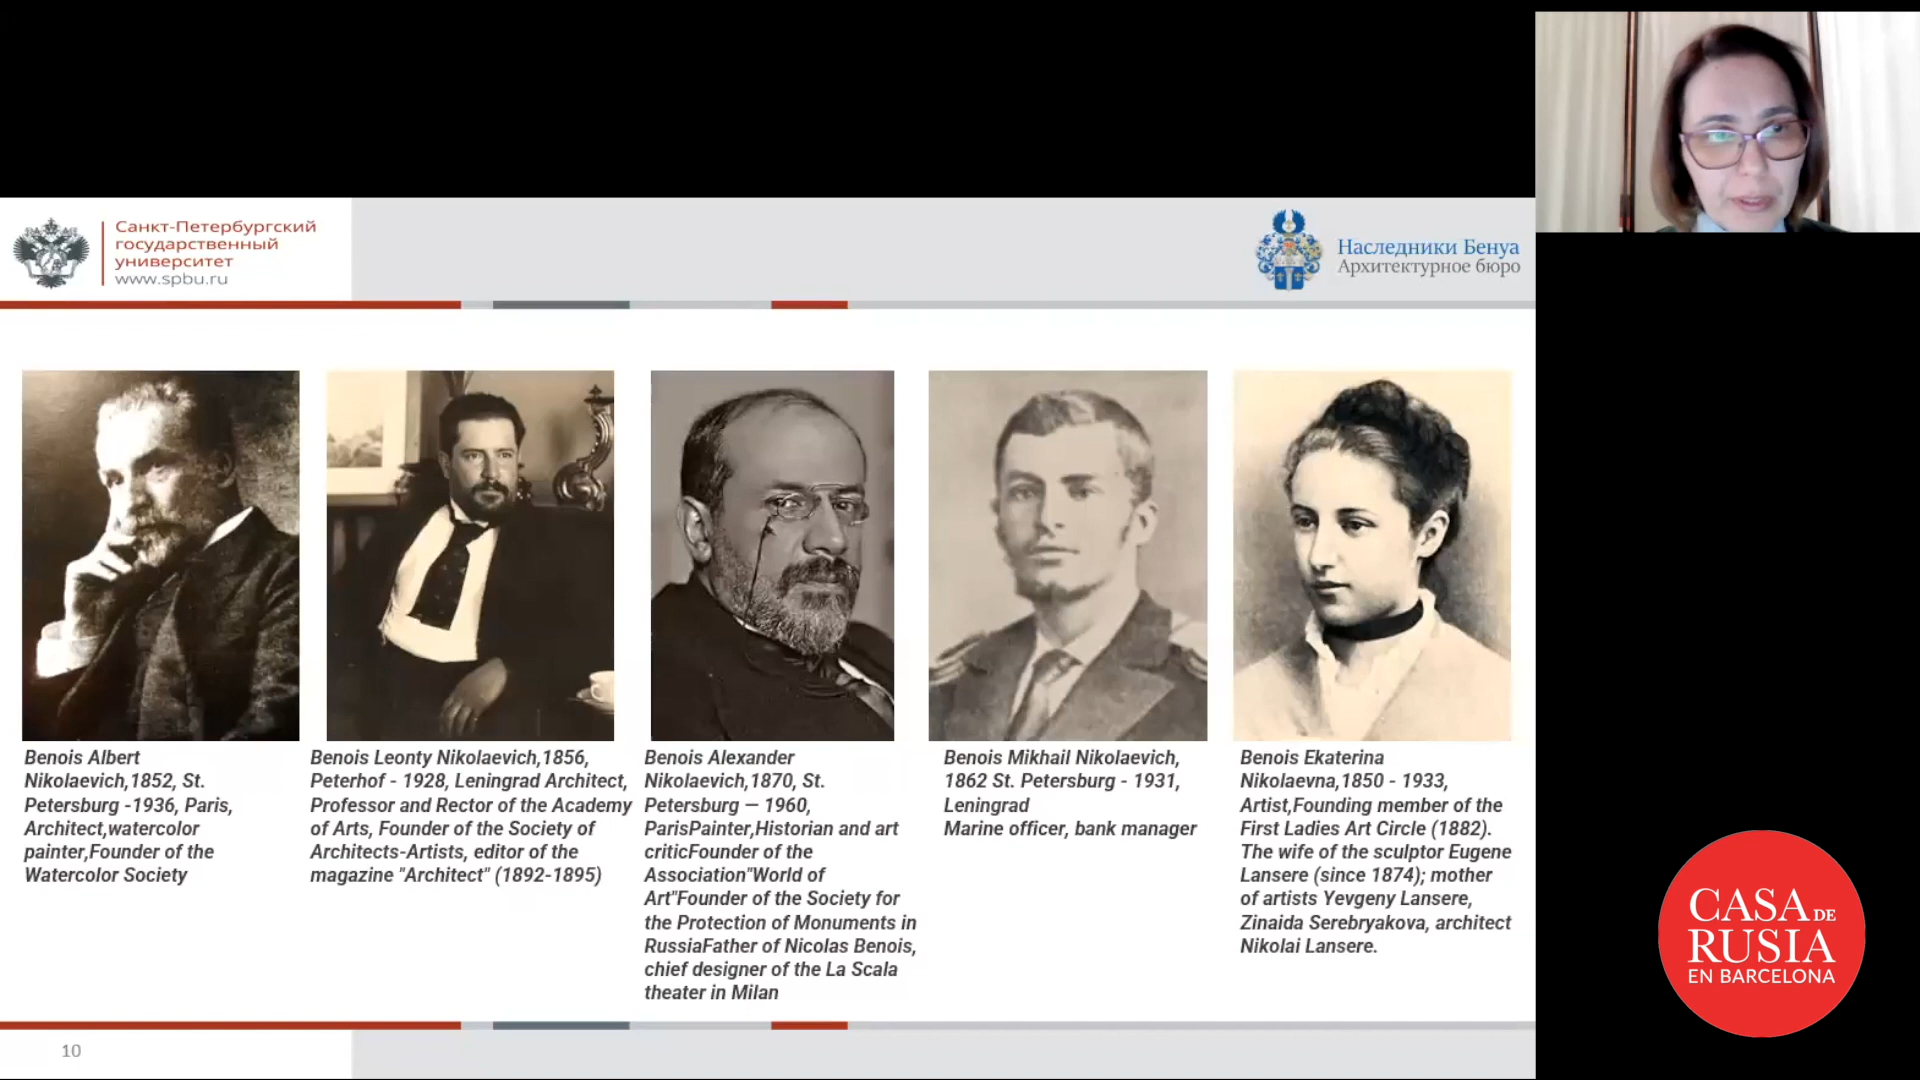 Санкт-Петербургский
государственный
университет
www.spbu.ru
Наследники Бенуа
Архитектурное бюро
Benois Albert
Nikolaevich,1852, St.
Petersburg -1936, Paris,
Architect,watercolor
painter,Founder of the
Watercolor Society
Benois Leonty Nikolaevich,1856,
Peterhof - 1928, Leningrad Architect,
Professor and Rector of the Academy
of Arts, Founder of the Society of
Architects-Artists, editor of the
magazine "Architect" (1892-1895)
Benois Alexander
Nikolaevich,1870, St.
Petersburg — 1960,
ParisPainter,Historian and art
criticFounder of the
Association"World of
Art"Founder of the Society for
the Protection of Monuments in
RussiaFather of Nicolas Benois,
chief designer of the La Scala
theater in Milan
Benois Mikhail Nikolaevich,
1862 St. Petersburg - 1931,
Leningrad
Marine officer, bank manager
Benois Ekaterina
Nikolaevna,1850 - 1933,
Artist,Founding member of the
First Ladies Art Circle (1882).
The wife of the sculptor Eugene
Lansere (since 1874); mother
of artists Yevgeny Lansere,
Zinaida Serebryakova, architect
Nikolai Lansere.
10
CASA DE
RUSIA
EN BARCELONA